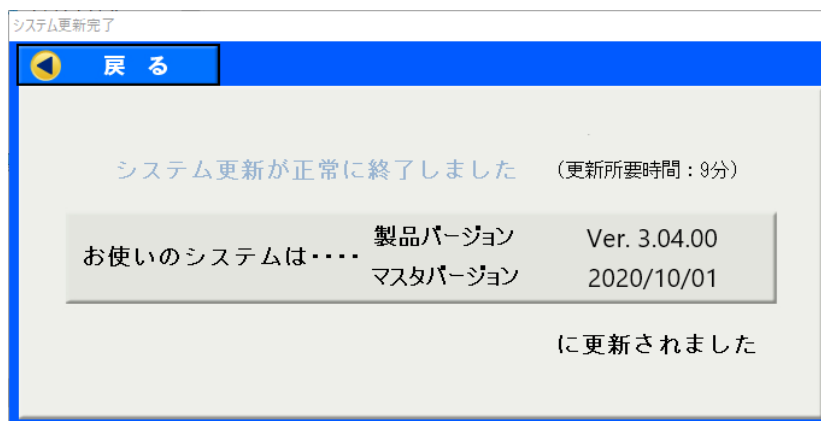 システム更新完了
戻 る
システム更新が正常に終了しました (更新所要時間：9分)
製品バージョン Ver. 3.04.00
お使いのシステムは････
マスタバージョン 2020/10/01
に更新されました